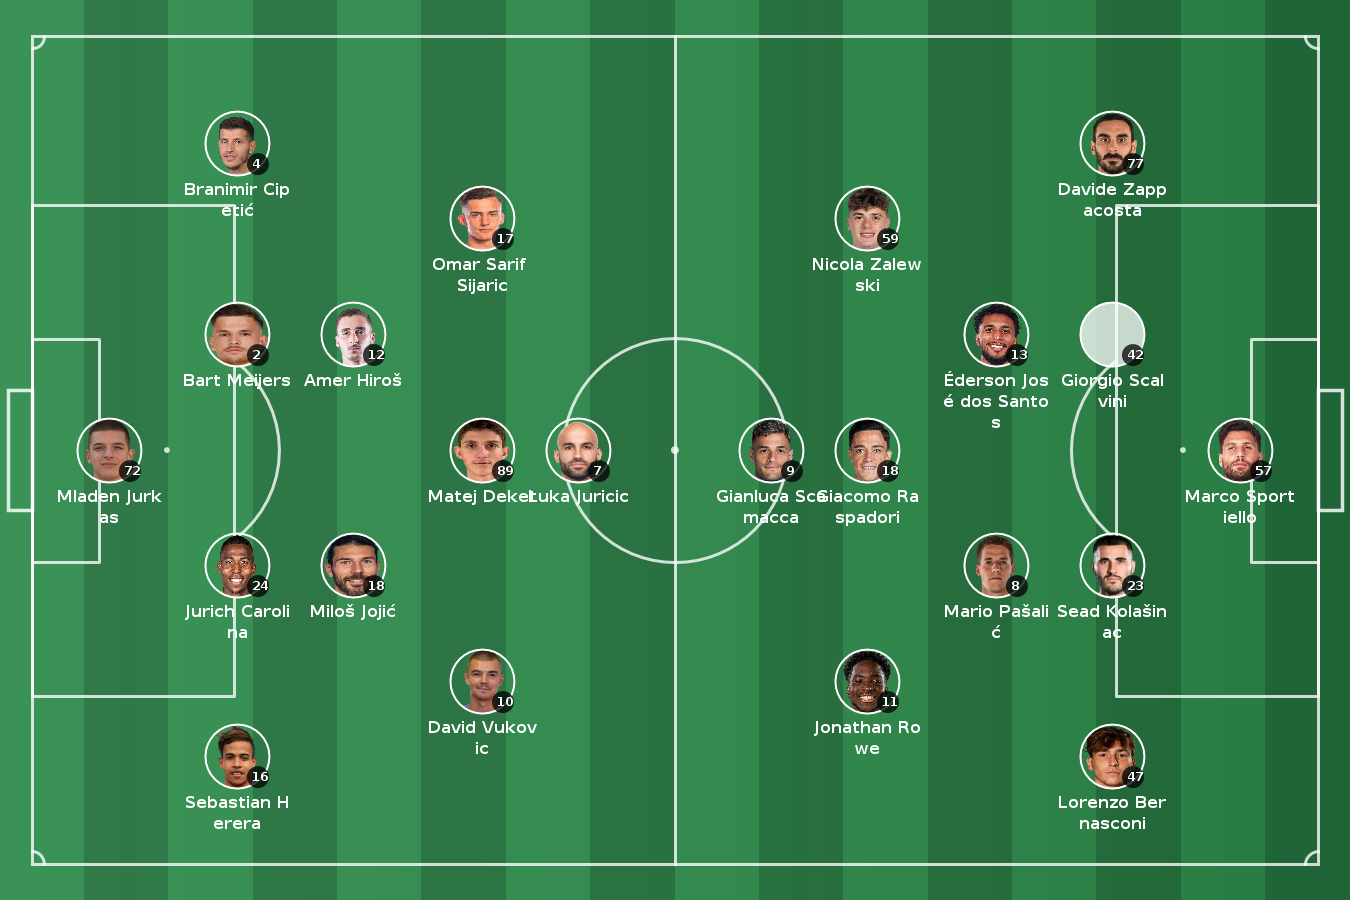 4
Branimir Cip
etić
77
Davide Zapp
acosta
17
Omar Sarif
Sijaric
59
Nicola Zalew
ski
2
Bart Meijers
12
Amer Hiroš
13
Éderson Jos
é dos Santo
s
42
Giorgio Scal
vini
72
Mladen Jurk
as
89
Matej Deket
7
Luka Juricic
9
Gianluca Sca
macca
18
Giacomo Ra
spadori
57
Marco Sport
iello
24
Jurich Caroli
na
18
Miloš Jojić
8
Mario Pašali
ć
23
Sead Kolašin
ac
10
David Vukov
ic
11
Jonathan Ro
we
16
Sebastian H
erera
47
Lorenzo Ber
nasconi